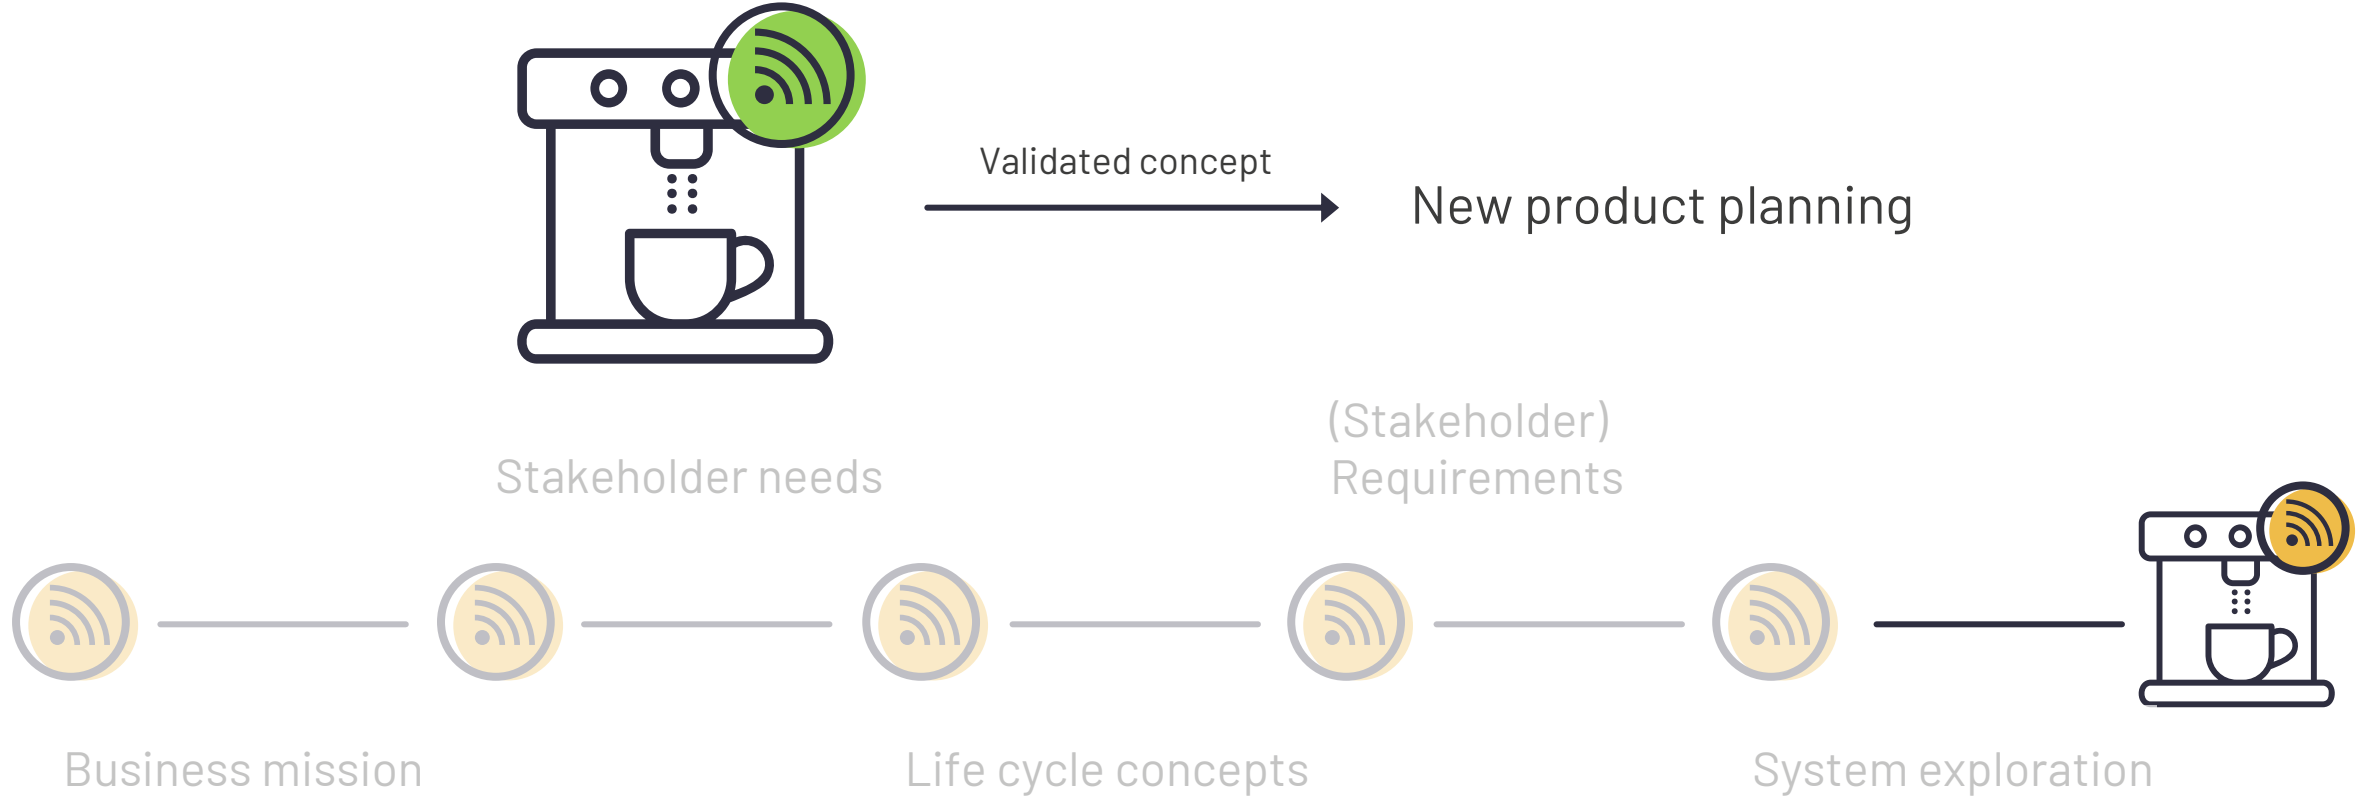 Validated concept
New product planning
(Stakeholder)
Stakeholder needs
Requirements
Business mission
Life cycle concepts
System exploration